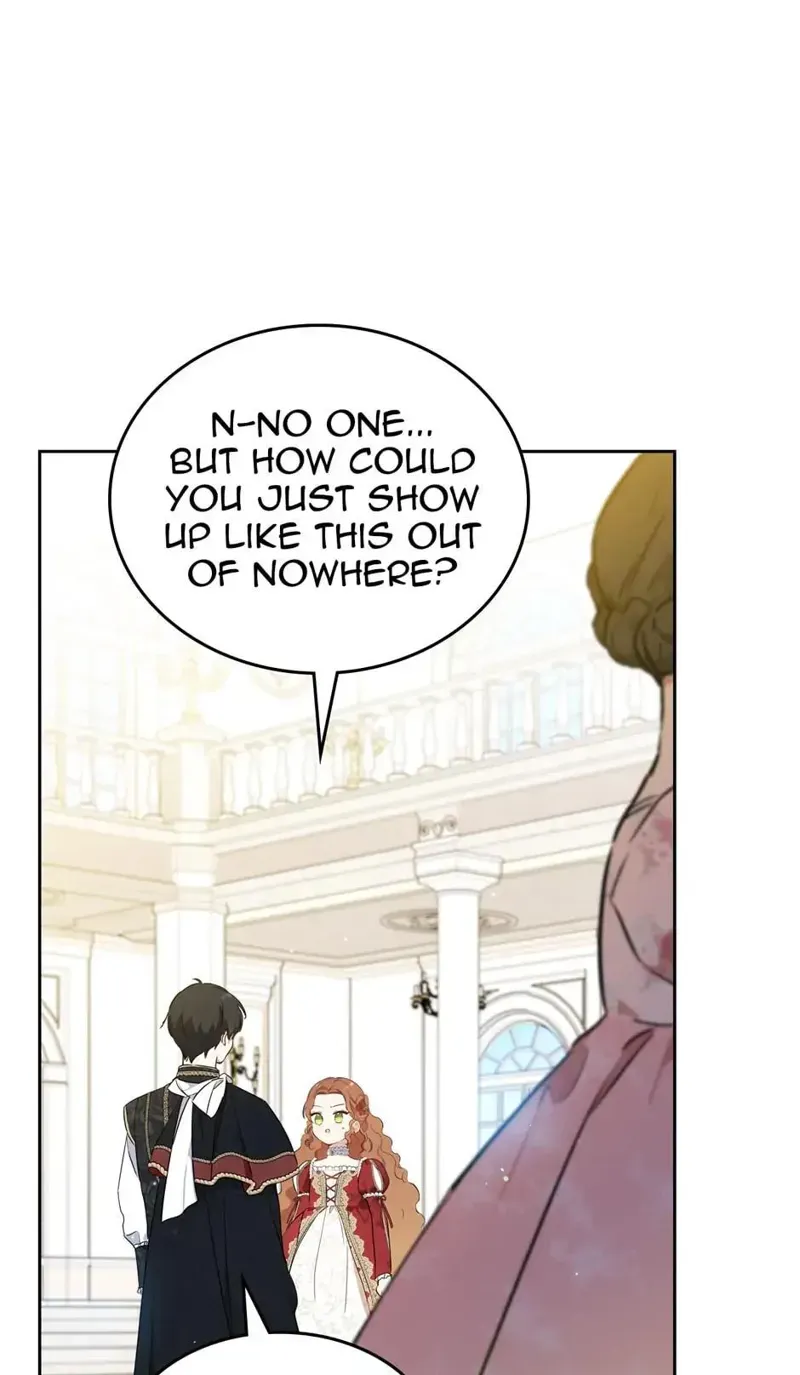 N-NO ONE...
BUT HOW COULD
YOU JUST SHOW
UP LIKE THIS OUT
OF NOWHERE?